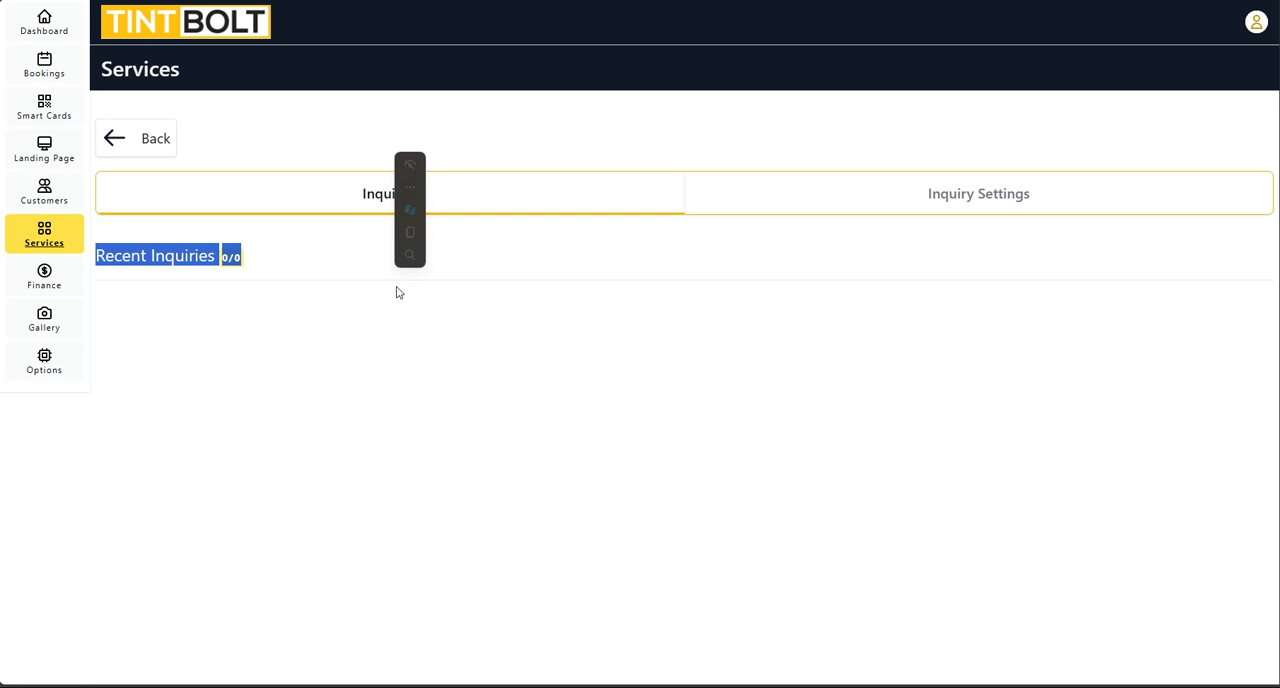 Dashboard
TINTBOLT
Services
Bookings
Smart Cards
Landing Page
Customers
Services
Finance
Gallery
Options
Back
Inquiry Settings
Recent Inquiries 0/0